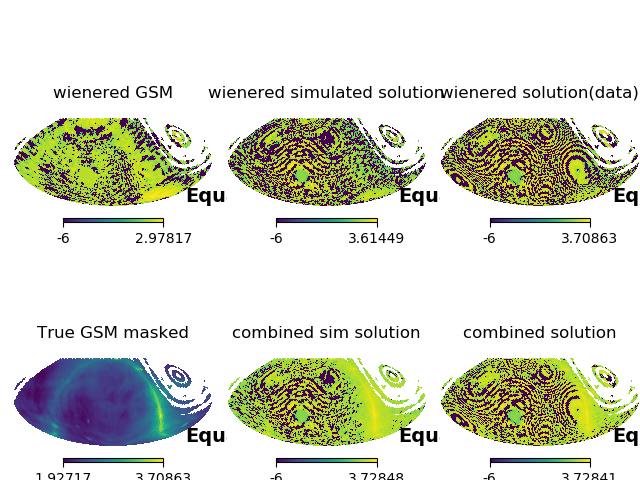 wienered GSM
wienered simulated solution
wienered solution(data)
Equ
Equ
Eq
-6 2.97817
-6 3.61449
-6 3.70863
True GSM masked
combined sim solution
combined solution
Equ
Equ
Eq
1.92717 3.70863
-6 3.72848
-6 3.72841